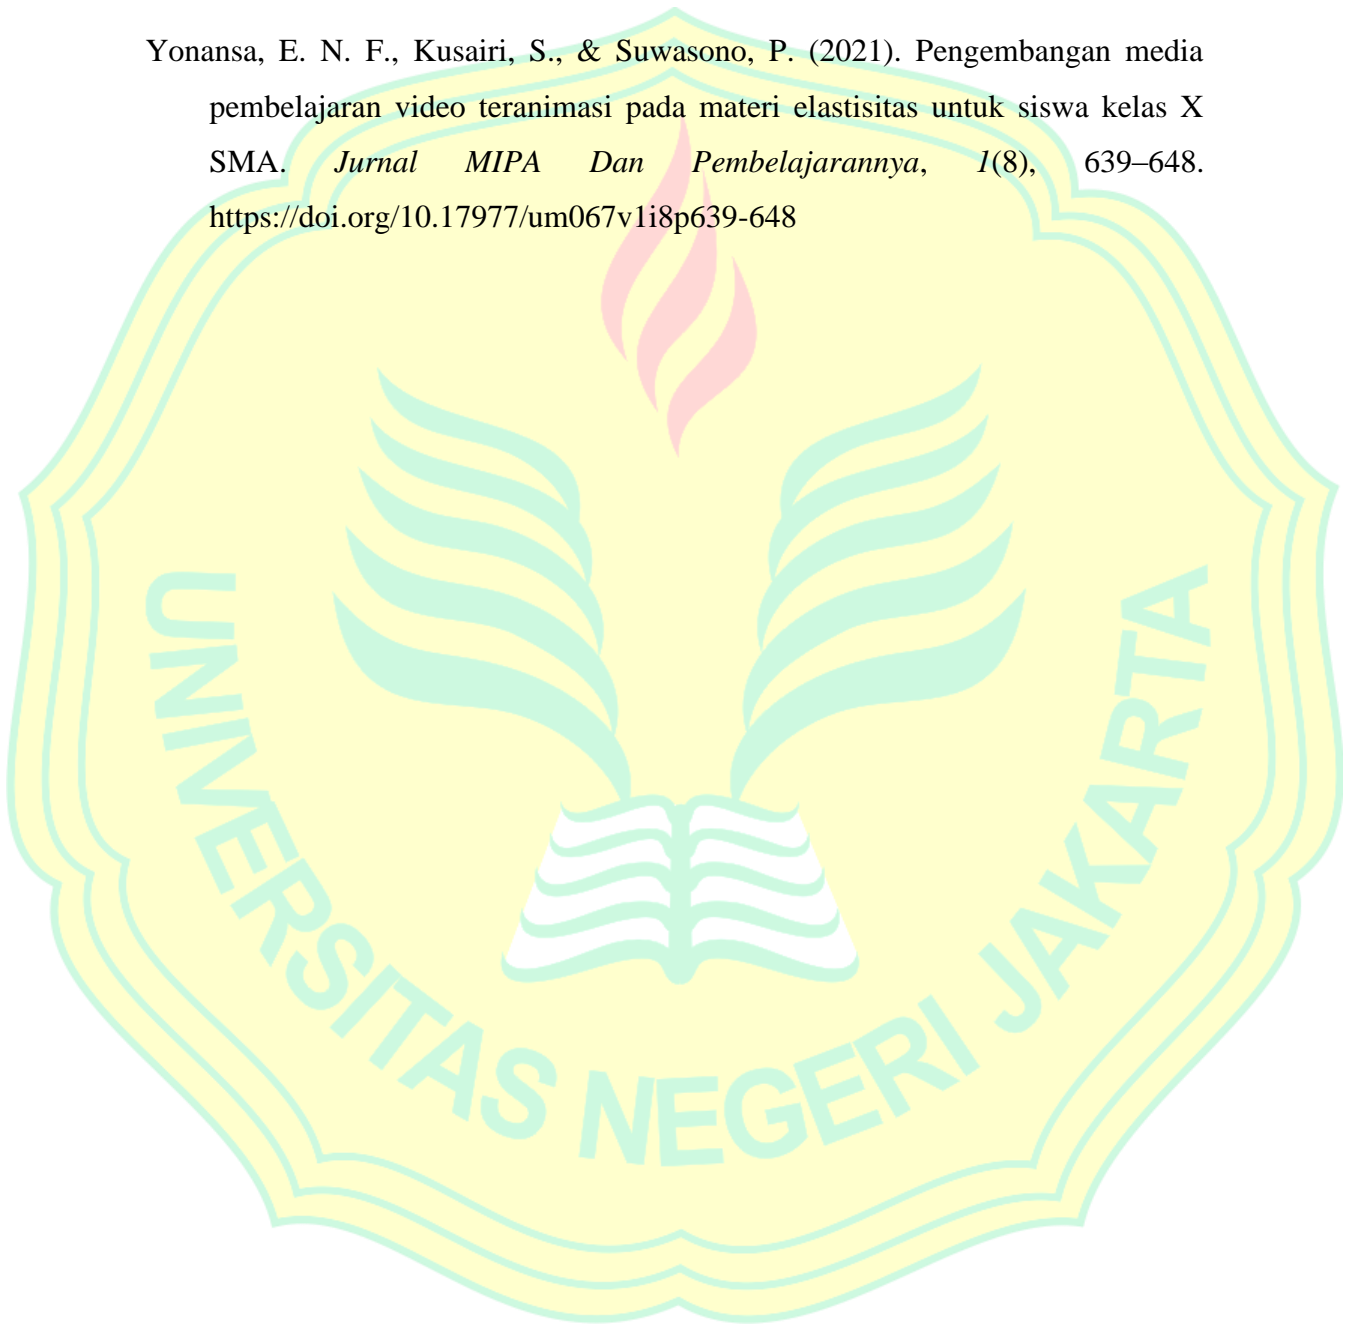 Yonansa, E. N. F., Kusairi, S., & Suwasono, P. (2021). Pengembangan media
pembelajaran video teranimasi pada materi elastisitas untuk siswa kelas X
SMA. Jurnal MIPA Dan Pembelajarannya, 1(8), 639–648.
https://doi.org/10.17977/um067v1i8p639-648
UNIVERSITAS NEGERI JAKARTA